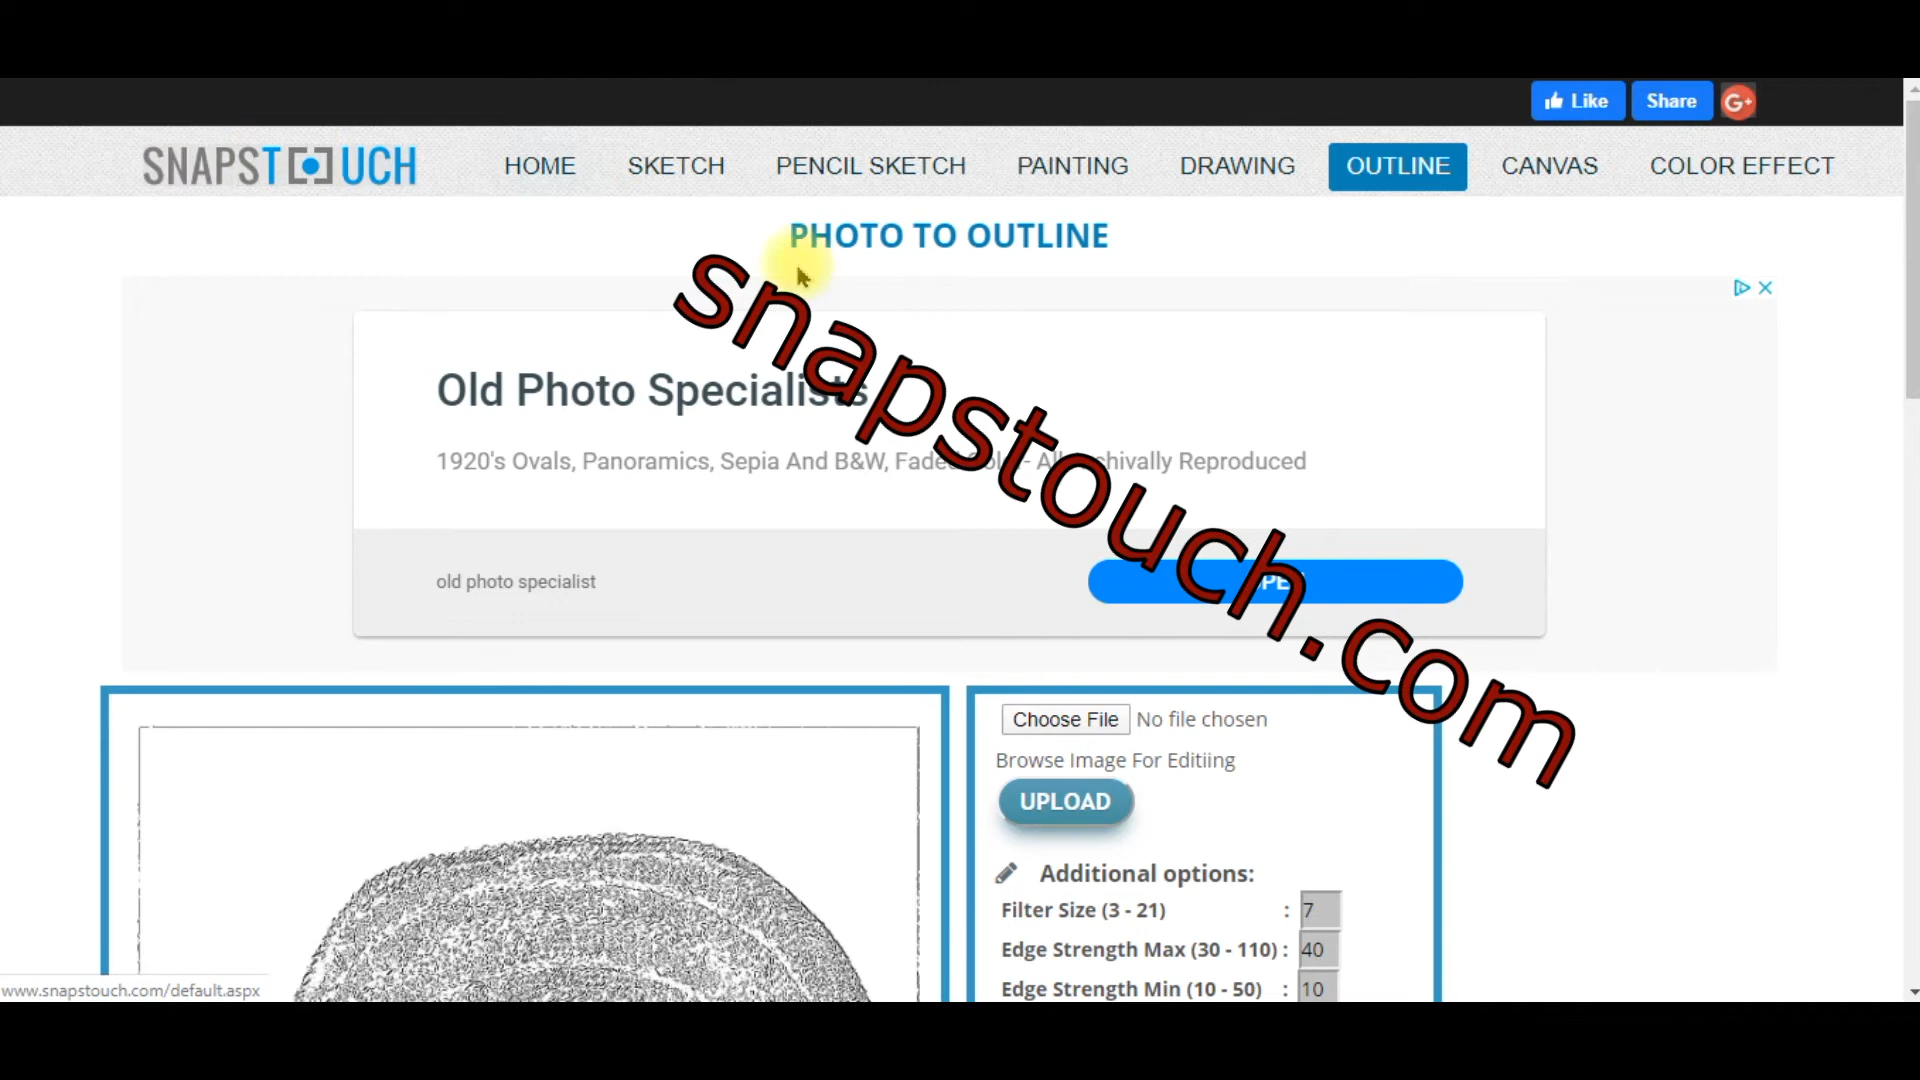 Like Share G+
SNAPSTOUCH HOME SKETCH PENCIL SKETCH PAINTING DRAWING OUTLINE CANVAS COLOR EFFECT
PHOTO TO OUTLINE
snapstouch.com
Old Photo Specialists
1920's Ovals, Panoramics, Sepia And B&W, Faded Color- All Archivally Reproduced
old photo specialist
Choose File No file chosen
Browse Image For Editiing
UPLOAD
Additional options:
Filter Size (3 - 21) : 7
Edge Strength Max (30 - 110) : 40
Edge Strength Min (10 - 50) : 10
www.snapstouch.com/default.aspx